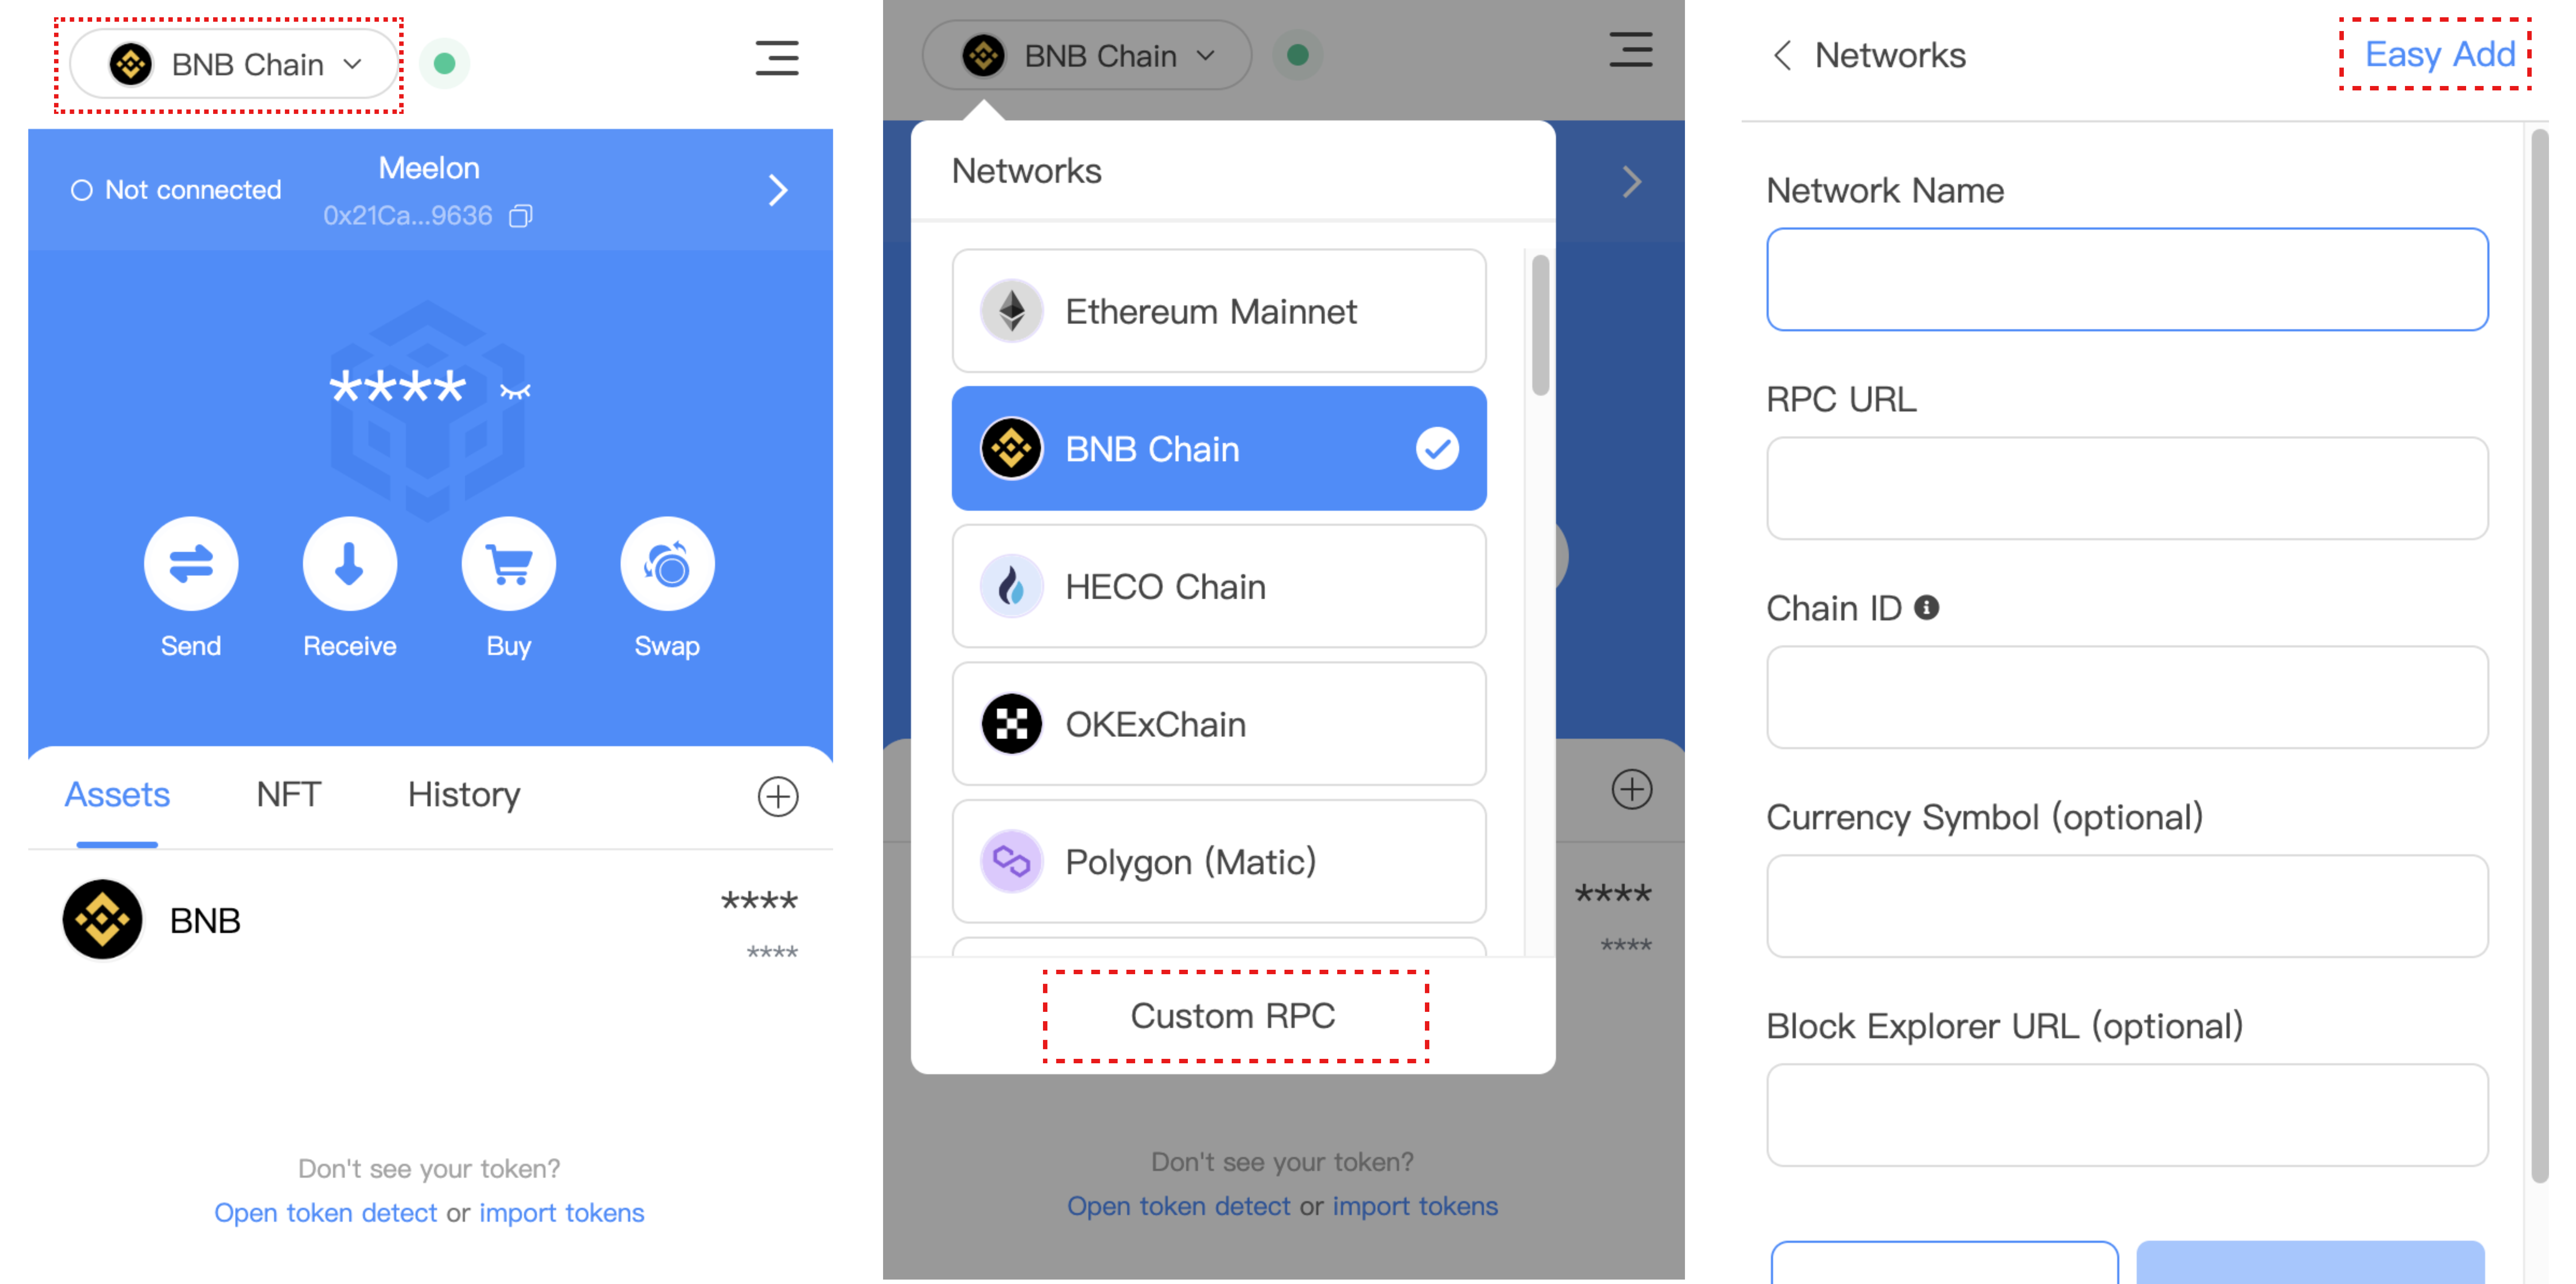 BNB Chain
Not connected
Meelon
0x21Ca...9636
****
Send
Receive
Buy
Swap
Assets
NFT
History
BNB
****
****
Don't see your token?
Open token detect or import tokens
BNB Chain
Networks
Ethereum Mainnet
BNB Chain
HECO Chain
OKExChain
Polygon (Matic)
Custom RPC
****
****
Don't see your token?
Open token detect or import tokens
Networks
Easy Add
Network Name
RPC URL
Chain ID
Currency Symbol (optional)
Block Explorer URL (optional)